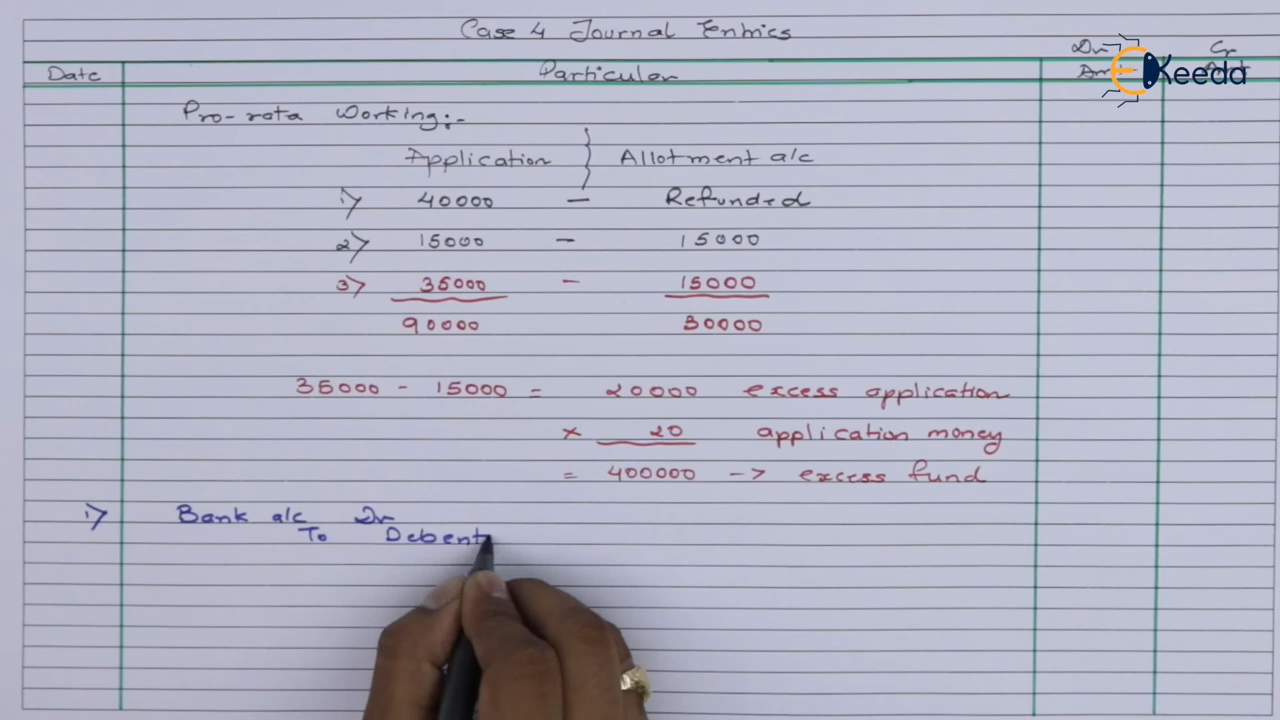 Case 4 Journal Entries
Dr Cr
Date Particular Amt
EKeeda
Pro-rata Working:-
Application Allotment a/c
1> 40000 - Refunded
2> 15000 - 15000
3> 35000 - 15000
90000 30000
35000 - 15000 = 20000 excess application
x 20 application money
= 400000 -> excess fund
1> Bank a/c Dr
To Debent